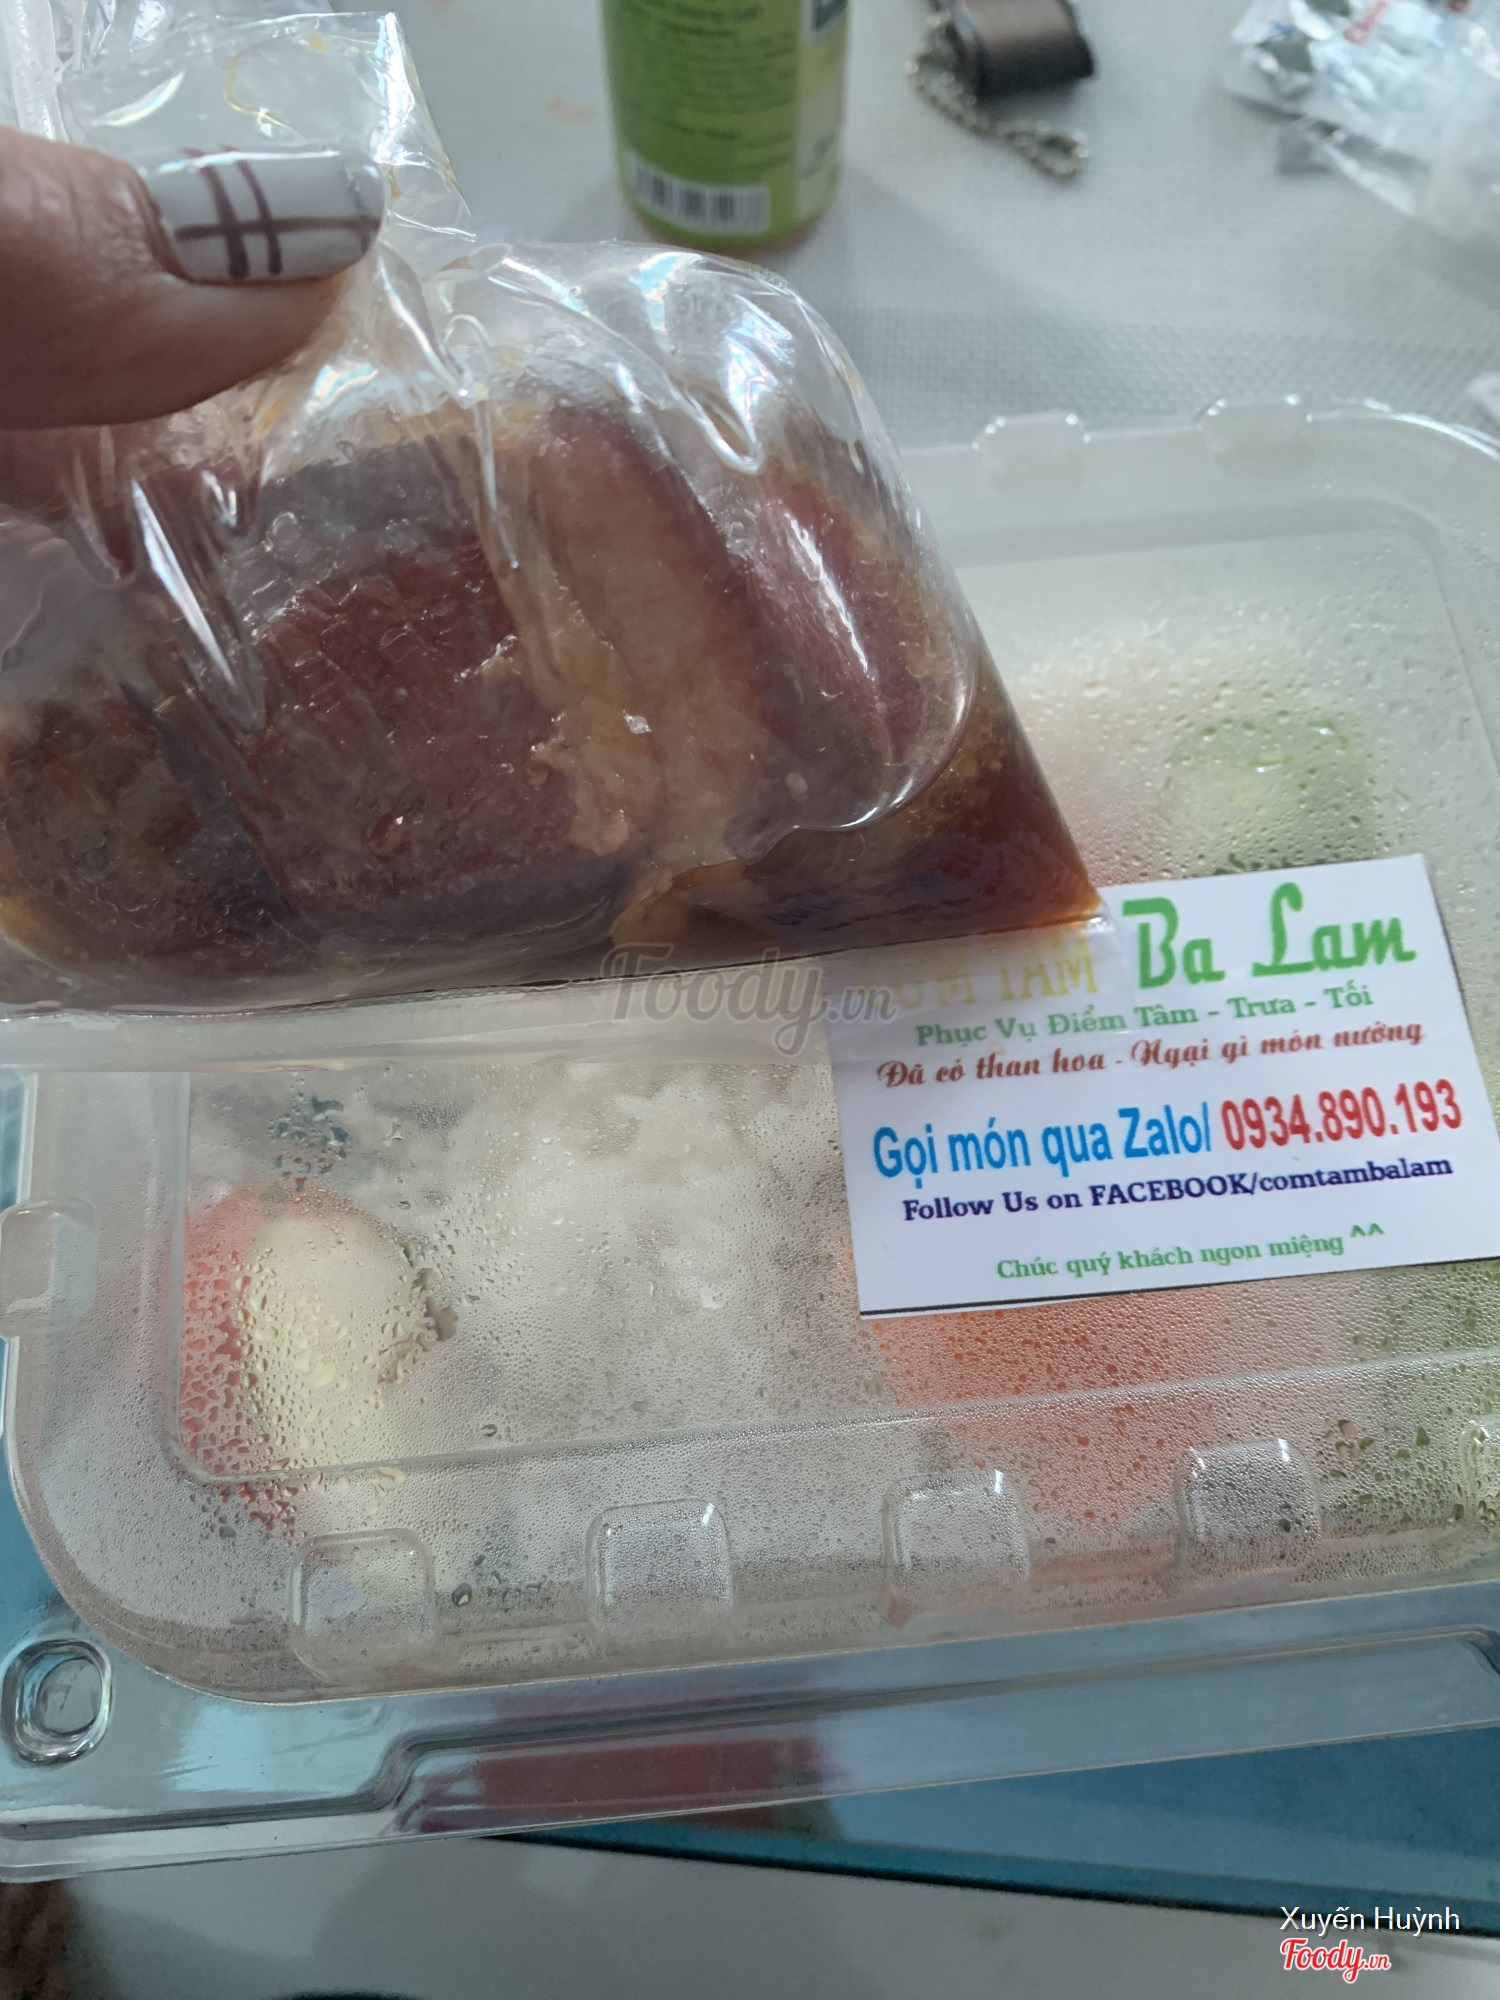 CƠM TẤM Ba Lam
Phục Vụ Điểm Tâm - Trưa - Tối
Đã có than hoa - Ngại gì món nướng
Gọi món qua Zalo/ 0934.890.193
Follow Us on FACEBOOK/comtambalam
Chúc quý khách ngon miệng ^^
Foody.vn
Xuyến Huỳnh
Foody.vn